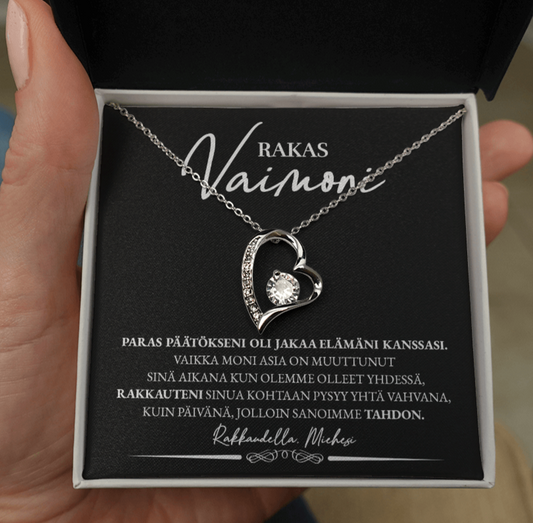 RAKAS
Vaimoni
PARAS PÄÄTÖKSENI OLI JAKAA ELÄMÄNI KANSSASI.
VAIKKA MONI ASIA ON MUUTTUNUT
SINÄ AIKANA KUN OLEMME OLLEET YHDESSÄ,
RAKKAUTENI SINUA KOHTAAN PYSYY YHTÄ VAHVANA,
KUIN PÄIVÄNÄ, JOLLOIN SANOIMME TAHDON.
Rakkaudella, Miehesi